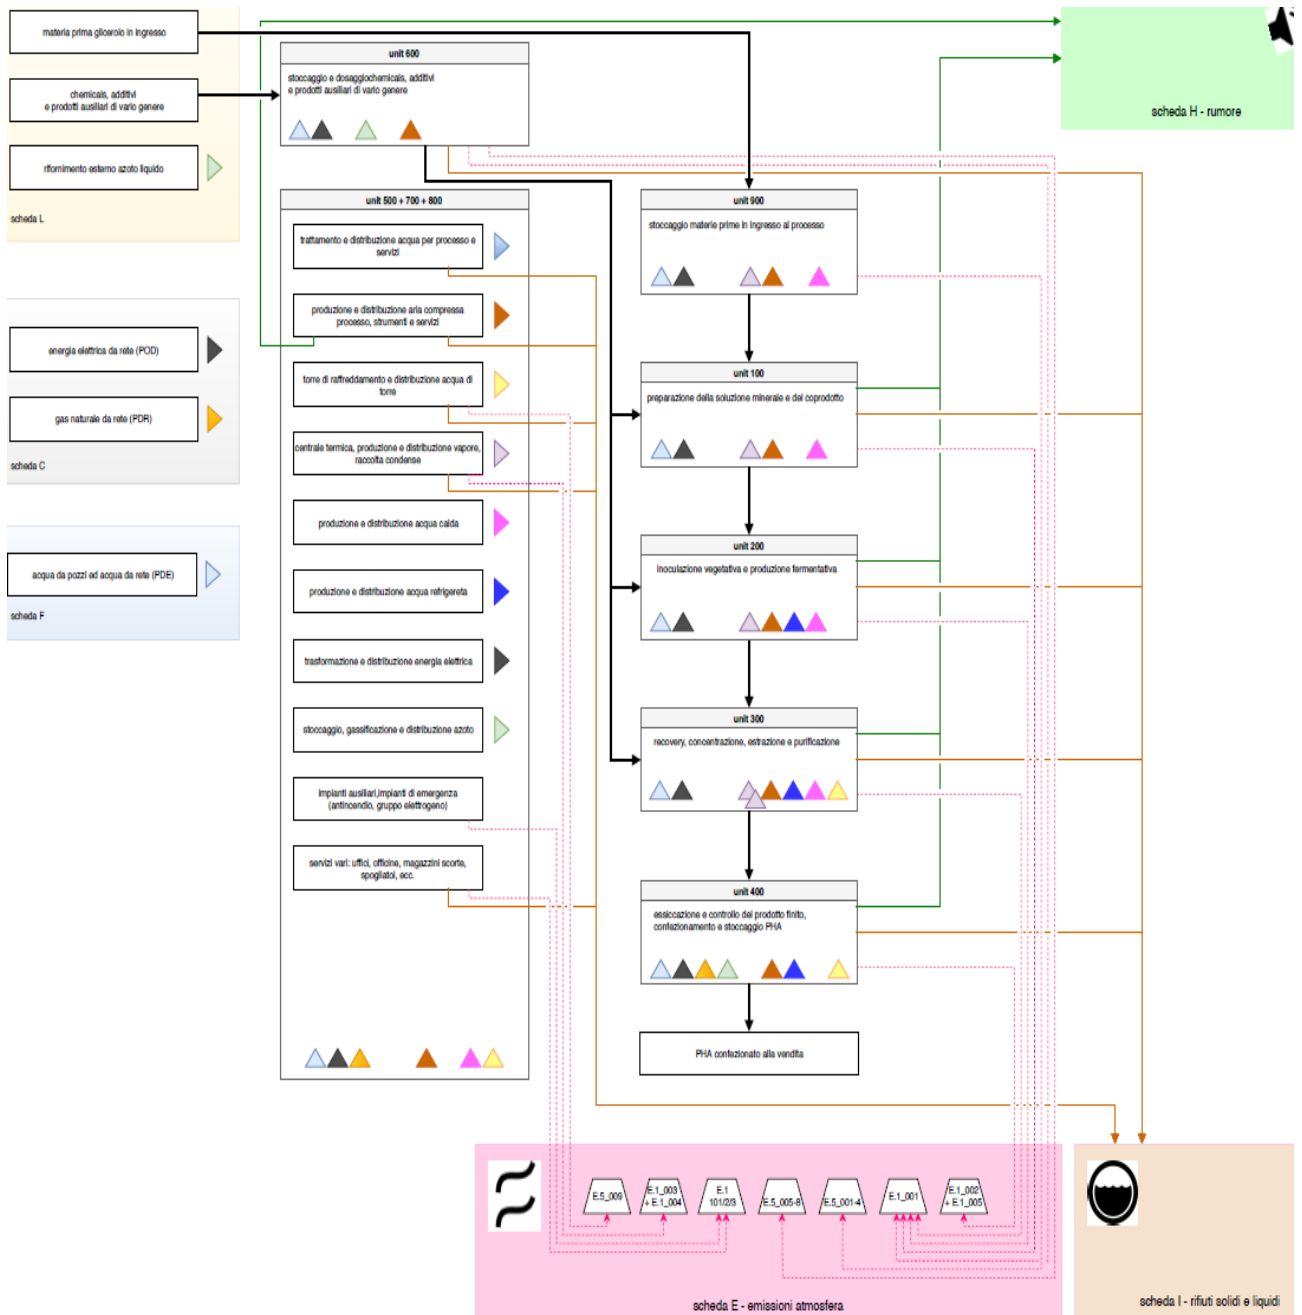 materia prima glicerolo in ingresso
chemicals, additivi
e prodotti ausiliari di vario genere
rifornimento esterno azoto liquido
scheda L
energia elettrica da rete (POD)
gas naturale da rete (PDR)
scheda C
acqua da pozzi ed acqua da rete (PDE)
scheda F
unit 600
stoccaggio e dosaggiochemicals, additivi
e prodotti ausiliari di vario genere
unit 500 + 700 + 800
trattamento e distribuzione acqua per processo e
servizi
produzione e distribuzione aria compressa
processo, strumenti e servizi
torre di raffreddamento e distribuzione acqua di
torre
centrale termica, produzione e distribuzione vapore,
raccolta condense
produzione e distribuzione acqua calda
produzione e distribuzione acqua refrigereta
trasformazione e distribuzione energia elettrica
stoccaggio, gassificazione e distribuzione azoto
impianti ausiliari,impianti di emergenza
(antincendio, gruppo elettrogeno)
servizi vari: uffici, officine, magazzini scorte,
spogliatoi, ecc.
unit 900
stoccaggio materie prime in ingresso al processo
unit 100
preparazione della soluzione minerale e del coprodotto
unit 200
inoculazione vegetativa e produzione fermentativa
unit 300
recovery, concentrazione, estrazione e purificazione
unit 400
essiccazione e controllo del prodotto finito,
confezionamento e stoccaggio PHA
PHA confezionato alla vendita
scheda H - rumore
E.5_009
E.1_003
+ E.1_004
E.1
101/2/3
E.5_005-8
E.5_001-4
E.1_001
E.1_002
+ E.1_005
scheda E - emissioni atmosfera
scheda I - rifiuti solidi e liquidi